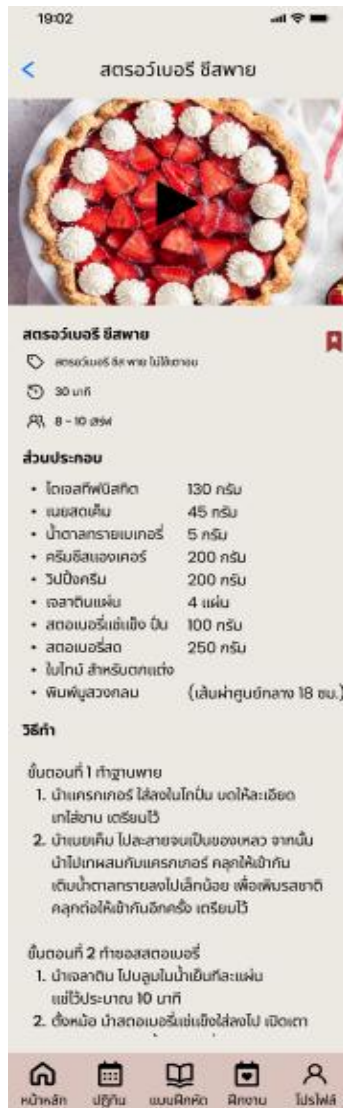 19:02
สตรอว์เบอรี ชีสพาย
สตรอว์เบอรี ชีสพาย
สตรอว์เบอรี ชีส พาย ไม่ใช้เตาอบ
30 นาที
8 - 10 เสริฟ
ส่วนประกอบ
• ไดเจสทีฟบิสกิต 130 กรัม
• เนยสดเค็ม 45 กรัม
• น้ำตาลทรายเบเกอรี่ 5 กรัม
• ครีมชีสแองเคอร์ 200 กรัม
• วิปปิ้งครีม 200 กรัม
• เจลาตินแผ่น 4 แผ่น
• สตอเบอรี่แช่แข็ง ปั่น 100 กรัม
• สตอเบอรี่สด 250 กรัม
• ใบไทม์ สำหรับตกแต่ง
• พิมพ์มูสวงกลม (เส้นผ่าศูนย์กลาง 18 ซม.)
วิธีทำ
ขั้นตอนที่ 1 ทำฐานพาย
1. นำแครกเกอร์ ใส่ลงในโถปั่น บดให้ละเอียด
เทใส่ชาม เตรียมไว้
2. นำเนยเค็ม ไปละลายจนเป็นของเหลว จากนั้น
นำไปเทผสมกับแครกเกอร์ คลุกให้เข้ากัน
เติมน้ำตาลทรายลงไปเล็กน้อย เพื่อเพิ่มรสชาติ
คลุกต่อให้เข้ากันอีกครั้ง เตรียมไว้
ขั้นตอนที่ 2 ทำซอสสตอเบอรี่
1. นำเจลาติน ไปบลูมในน้ำเย็นทีละแผ่น
แช่ไว้ประมาณ 10 นาที
2. ตั้งหม้อ นำสตอเบอรี่แช่แข็งใส่ลงไป เปิดเตา
หน้าหลัก ปฏิทิน แบบฝึกหัด ฝึกงาน โปรไฟล์